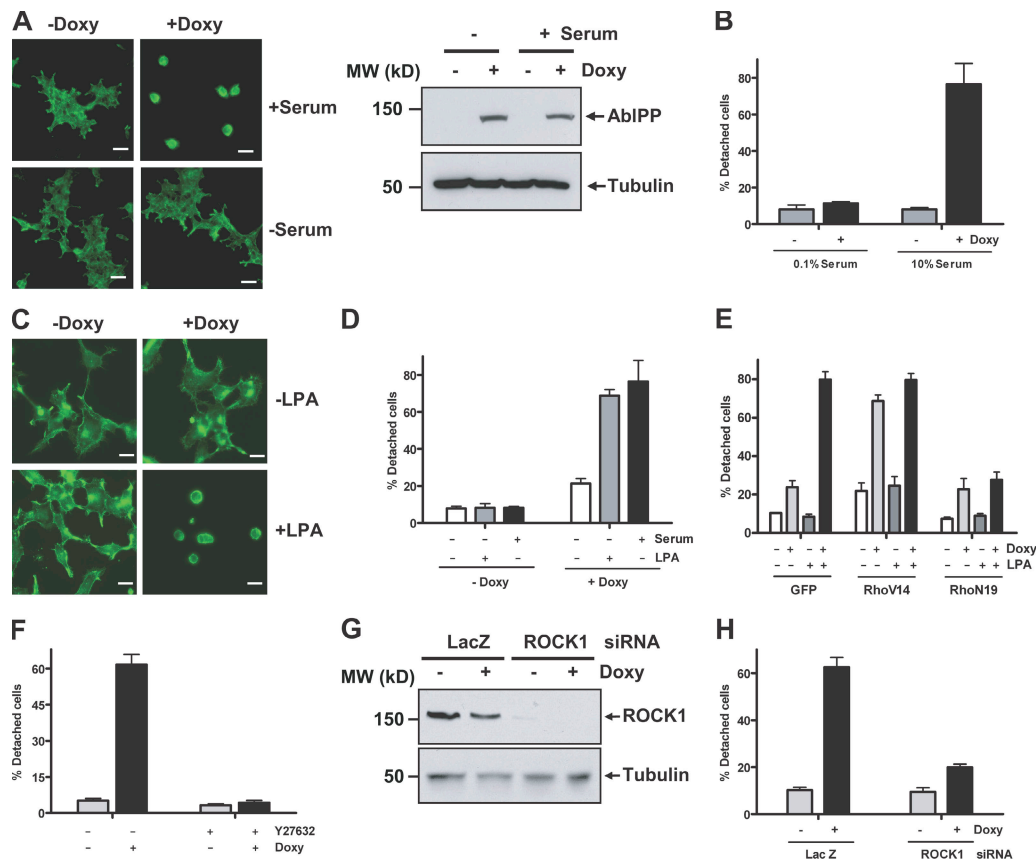 A
-Doxy +Doxy
+Serum
-Serum
- + Serum
MW (kD) - + - + Doxy
150 AblPP
50 Tubulin
B
% Detached cells
80
60
40
20
0
- + - + Doxy
0.1% Serum 10% Serum
C
-Doxy +Doxy
-LPA
+LPA
D
% Detached cells
80
60
40
20
0
– – + – – + Serum
– + – – + – LPA
- Doxy + Doxy
E
% Detached cells
80
60
40
20
0
– + – + – + – + – + – + Doxy
– – + + – – + + – – + + LPA
GFP RhoV14 RhoN19
F
% Detached cells
60
45
30
15
0
– – + + Y27632
– + – + Doxy
G
LacZ ROCK1 siRNA
MW (kD) - + - + Doxy
150 ROCK1
50 Tubulin
H
% Detached cells
60
40
20
0
- + - + Doxy
Lac Z ROCK1 siRNA